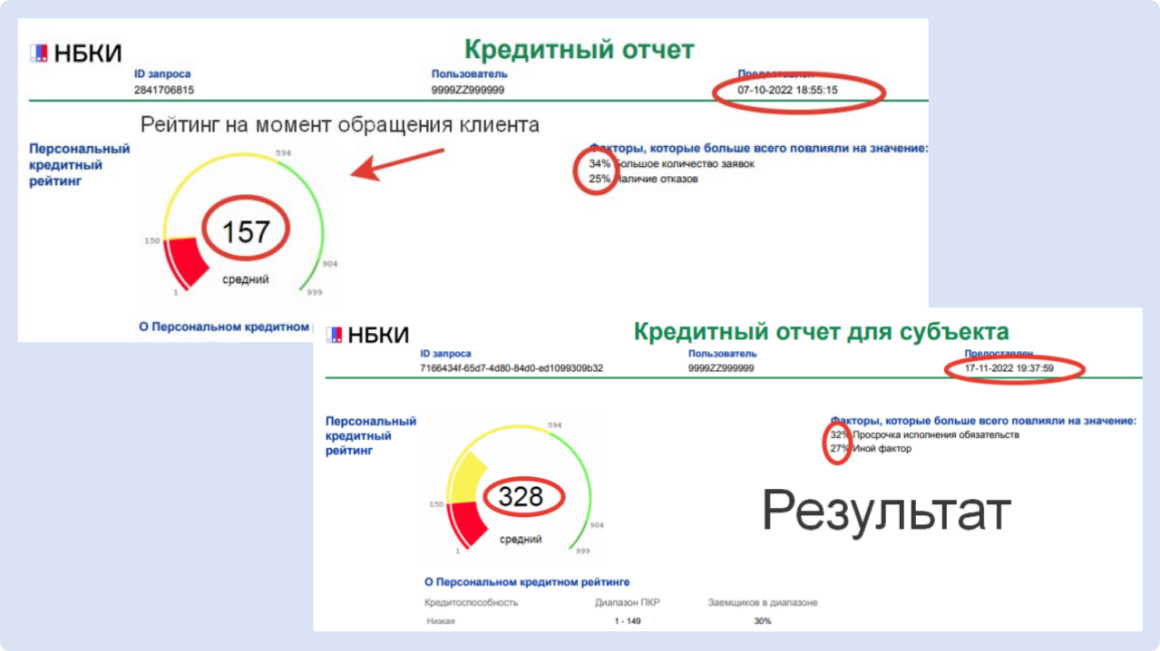 НБКИ
Кредитный отчет
ID запроса Пользователь Предоставлен
2841706815 9999ZZ999999 07-10-2022 18:55:15
Рейтинг на момент обращения клиента
Персональный кредитный рейтинг
594
150
157
средний
904
1
999
Факторы, которые больше всего повлияли на значение:
34% Большое количество заявок
25% Наличие отказов
О Персональном кредитном
НБКИ
Кредитный отчет для субъекта
ID запроса Пользователь Предоставлен
7166434f-65d7-4d80-84d0-ed1099309b32 9999ZZ999999 17-11-2022 19:37:59
Персональный кредитный рейтинг
594
150
328
средний
904
1
999
Факторы, которые больше всего повлияли на значение:
32% Просрочка исполнения обязательств
27% Иной фактор
Результат
О Персональном кредитном рейтинге
Кредитоспособность Диапазон ПКР Заемщиков в диапазоне
Низкая 1 - 149 30%